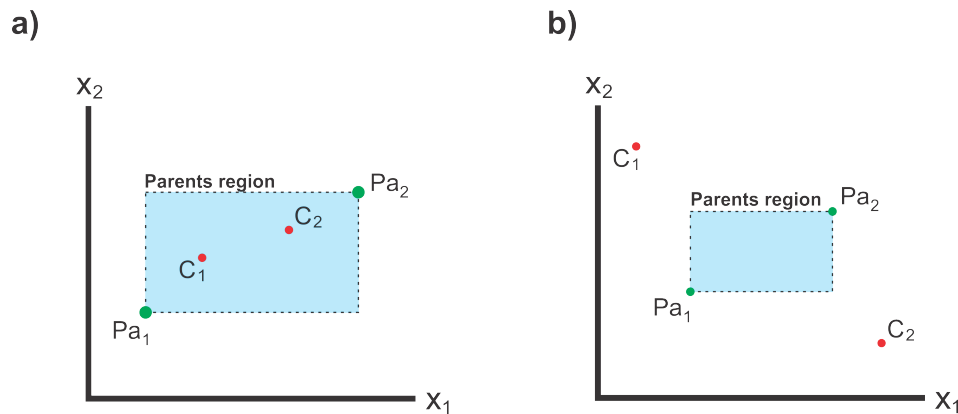 a)
x₂
Parents region
Pa₂
C₂
C₁
Pa₁
x₁
b)
x₂
C₁
Parents region
Pa₂
Pa₁
C₂
x₁